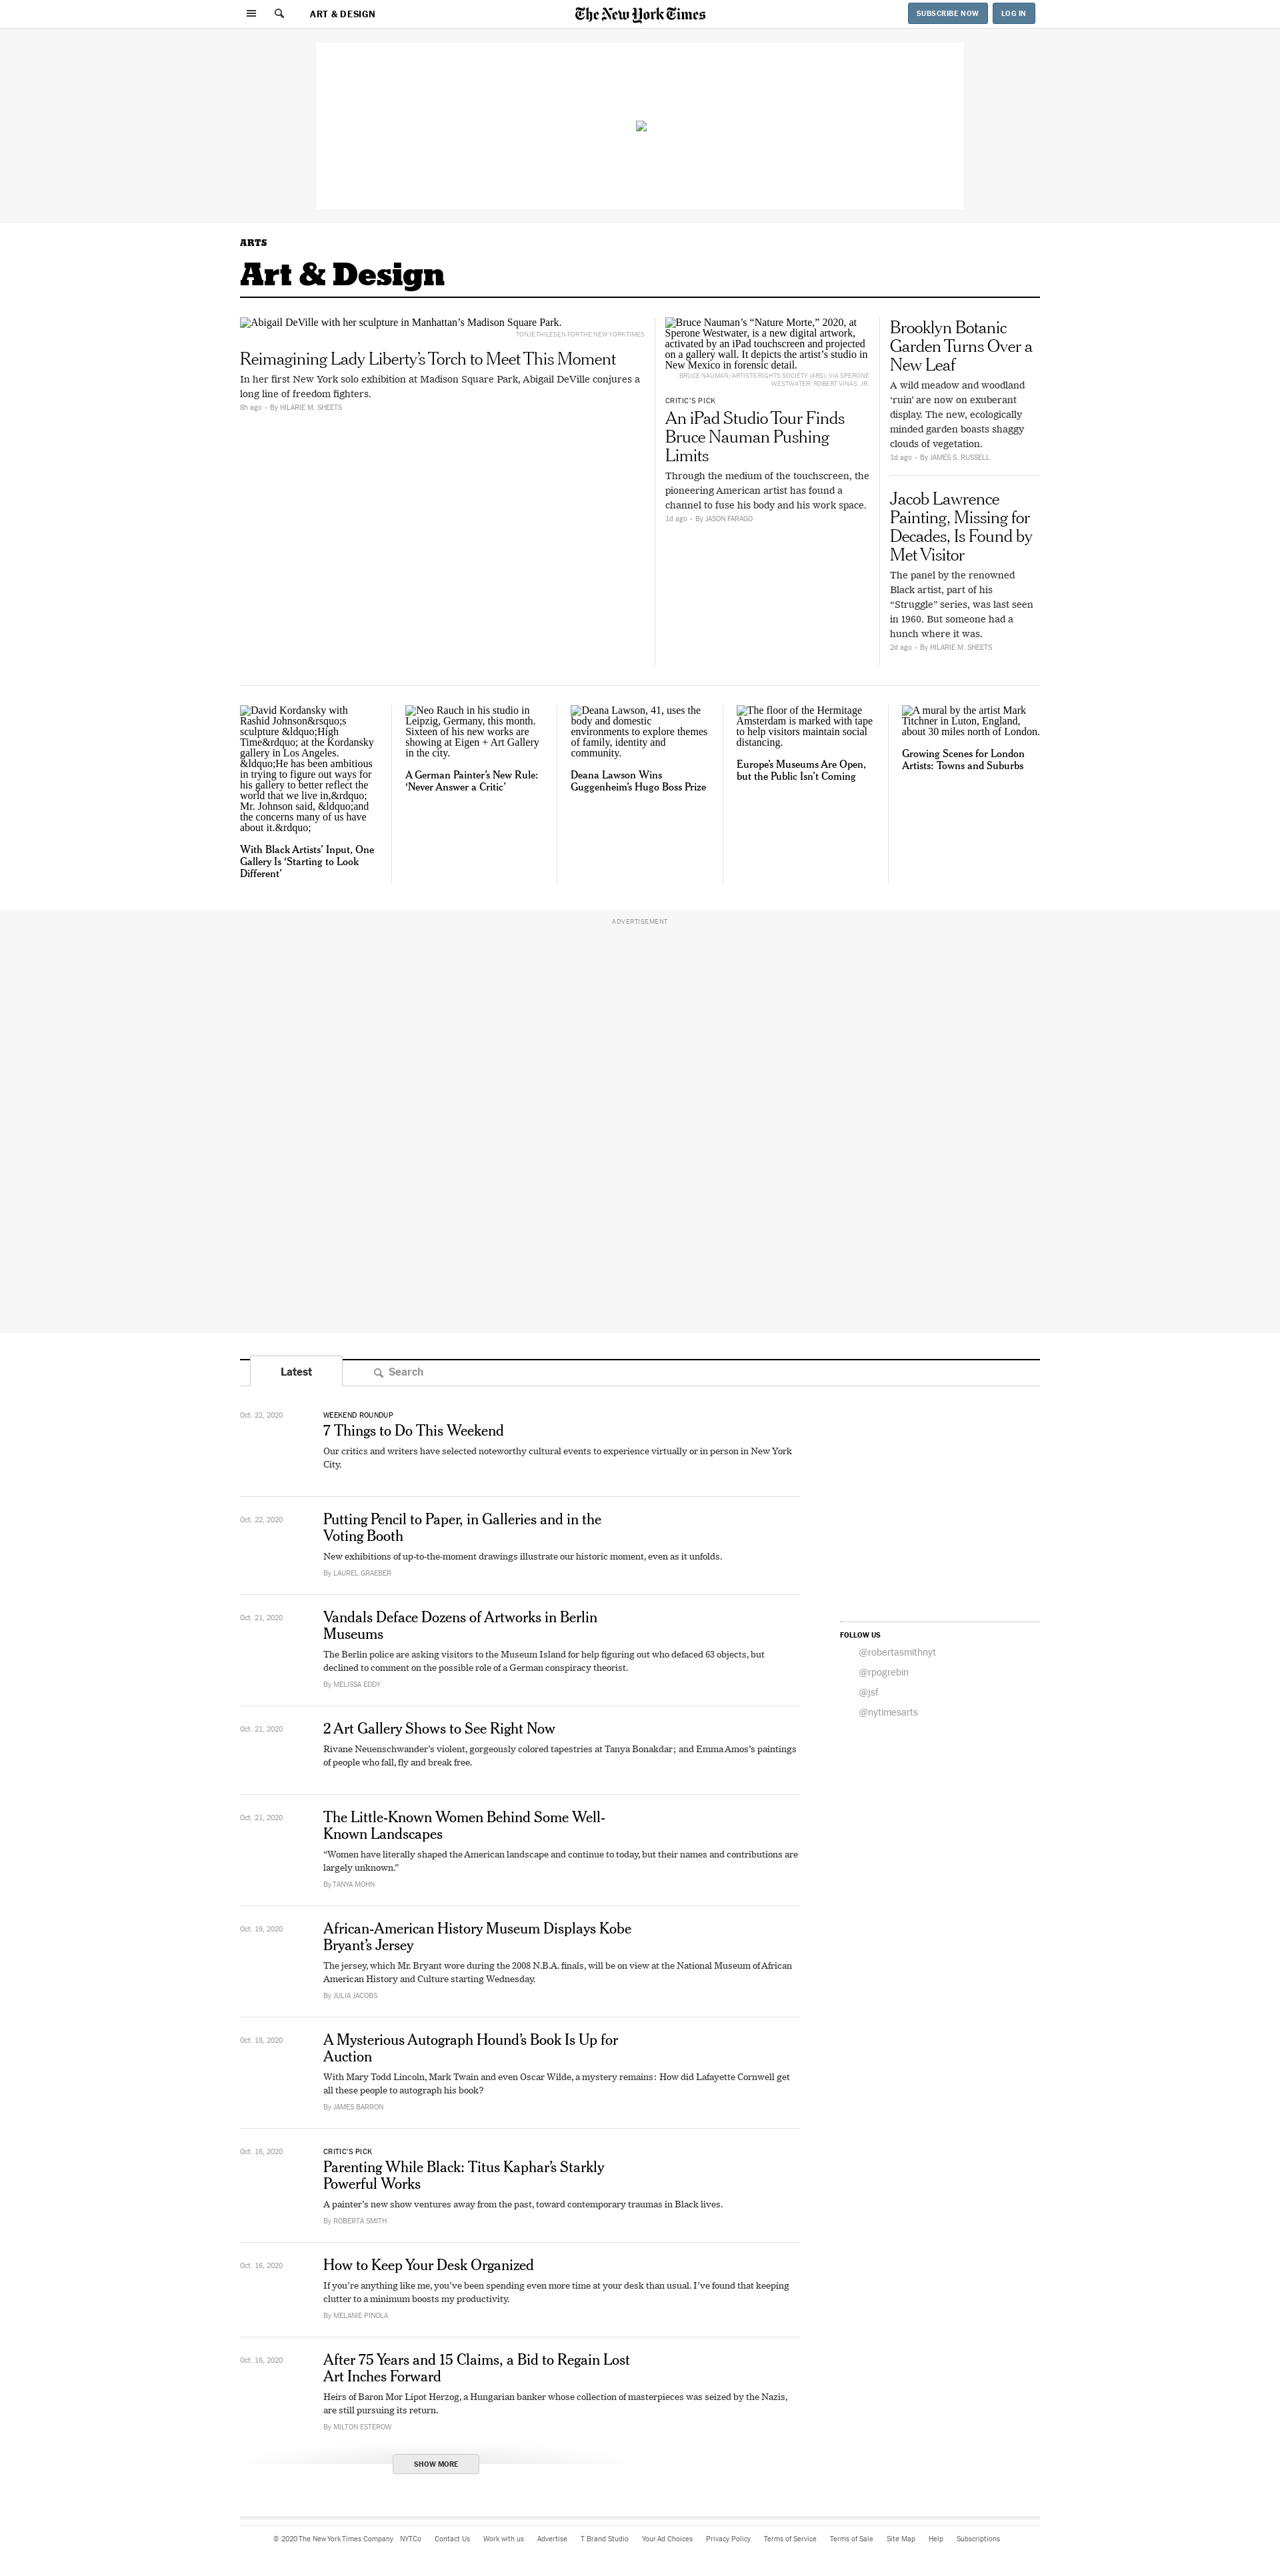 ART & DESIGN
The New York Times
SUBSCRIBE NOW
LOG IN
ARTS
Art & Design
Abigail DeVille with her sculpture in Manhattan’s Madison Square Park.
TONJE THILESEN FOR THE NEW YORK TIMES
Reimagining Lady Liberty’s Torch to Meet This Moment
In her first New York solo exhibition at Madison Square Park, Abigail DeVille conjures a
long line of freedom fighters.
8h ago • By HILARIE M. SHEETS
Bruce Nauman’s “Nature Morte,” 2020, at
Sperone Westwater, is a new digital artwork,
activated by an iPad touchscreen and projected
on a gallery wall. It depicts the artist’s studio in
New Mexico in forensic detail.
BRUCE NAUMAN/ARTISTS RIGHTS SOCIETY (ARS); VIA SPERONE
WESTWATER; ROBERT VINAS, JR.
CRITIC’S PICK
An iPad Studio Tour Finds
Bruce Nauman Pushing
Limits
Through the medium of the touchscreen, the
pioneering American artist has found a
channel to fuse his body and his work space.
1d ago • By JASON FARAGO
Brooklyn Botanic
Garden Turns Over a
New Leaf
A wild meadow and woodland
‘ruin’ are now on exuberant
display. The new, ecologically
minded garden boasts shaggy
clouds of vegetation.
1d ago • By JAMES S. RUSSELL
Jacob Lawrence
Painting, Missing for
Decades, Is Found by
Met Visitor
The panel by the renowned
Black artist, part of his
“Struggle” series, was last seen
in 1960. But someone had a
hunch where it was.
2d ago • By HILARIE M. SHEETS
David Kordansky with
Rashid Johnson&rsquo;s
sculpture &ldquo;High
Time&rdquo; at the Kordansky
gallery in Los Angeles.
&ldquo;He has been ambitious
in trying to figure out ways for
his gallery to better reflect the
world that we live in,&rdquo;
Mr. Johnson said, &ldquo;and
the concerns many of us have
about it.&rdquo;
With Black Artists’ Input, One
Gallery Is ‘Starting to Look
Different’
Neo Rauch in his studio in
Leipzig, Germany, this month.
Sixteen of his new works are
showing at Eigen + Art Gallery
in the city.
A German Painter’s New Rule:
‘Never Answer a Critic’
Deana Lawson, 41, uses the
body and domestic
environments to explore themes
of family, identity and
community.
Deana Lawson Wins
Guggenheim’s Hugo Boss Prize
The floor of the Hermitage
Amsterdam is marked with tape
to help visitors maintain social
distancing.
Europe’s Museums Are Open,
but the Public Isn’t Coming
A mural by the artist Mark
Titchner in Luton, England,
about 30 miles north of London.
Growing Scenes for London
Artists: Towns and Suburbs
ADVERTISEMENT
Latest
Search
Oct. 22, 2020
WEEKEND ROUNDUP
7 Things to Do This Weekend
Our critics and writers have selected noteworthy cultural events to experience virtually or in person in New York
City.
Oct. 22, 2020
Putting Pencil to Paper, in Galleries and in the
Voting Booth
New exhibitions of up-to-the-moment drawings illustrate our historic moment, even as it unfolds.
By LAUREL GRAEBER
Oct. 21, 2020
Vandals Deface Dozens of Artworks in Berlin
Museums
The Berlin police are asking visitors to the Museum Island for help figuring out who defaced 63 objects, but
declined to comment on the possible role of a German conspiracy theorist.
By MELISSA EDDY
Oct. 21, 2020
2 Art Gallery Shows to See Right Now
Rivane Neuenschwander’s violent, gorgeously colored tapestries at Tanya Bonakdar; and Emma Amos’s paintings
of people who fall, fly and break free.
Oct. 21, 2020
The Little-Known Women Behind Some Well-
Known Landscapes
“Women have literally shaped the American landscape and continue to today, but their names and contributions are
largely unknown.”
By TANYA MOHN
Oct. 19, 2020
African-American History Museum Displays Kobe
Bryant’s Jersey
The jersey, which Mr. Bryant wore during the 2008 N.B.A. finals, will be on view at the National Museum of African
American History and Culture starting Wednesday.
By JULIA JACOBS
Oct. 18, 2020
A Mysterious Autograph Hound’s Book Is Up for
Auction
With Mary Todd Lincoln, Mark Twain and even Oscar Wilde, a mystery remains: How did Lafayette Cornwell get
all these people to autograph his book?
By JAMES BARRON
Oct. 16, 2020
CRITIC’S PICK
Parenting While Black: Titus Kaphar’s Starkly
Powerful Works
A painter’s new show ventures away from the past, toward contemporary traumas in Black lives.
By ROBERTA SMITH
Oct. 16, 2020
How to Keep Your Desk Organized
If you’re anything like me, you’ve been spending even more time at your desk than usual. I’ve found that keeping
clutter to a minimum boosts my productivity.
By MELANIE PINOLA
Oct. 16, 2020
After 75 Years and 15 Claims, a Bid to Regain Lost
Art Inches Forward
Heirs of Baron Mor Lipot Herzog, a Hungarian banker whose collection of masterpieces was seized by the Nazis,
are still pursuing its return.
By MILTON ESTEROW
SHOW MORE
FOLLOW US
@robertasmithnyt
@rpogrebin
@jsf
@nytimesarts
© 2020 The New York Times Company NYTCo Contact Us Work with us Advertise T Brand Studio Your Ad Choices Privacy Policy Terms of Service Terms of Sale Site Map Help Subscriptions